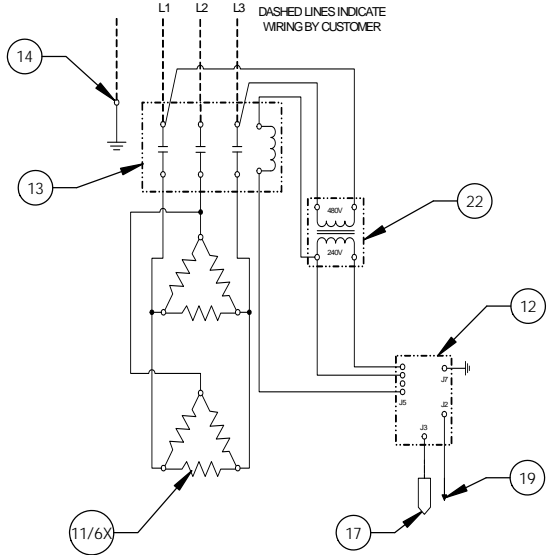 L1 L2 L3 DASHED LINES INDICATE
WIRING BY CUSTOMER
14
13
480V
22
240V
12
J7
J5
J2
J3
19
11/6X
17